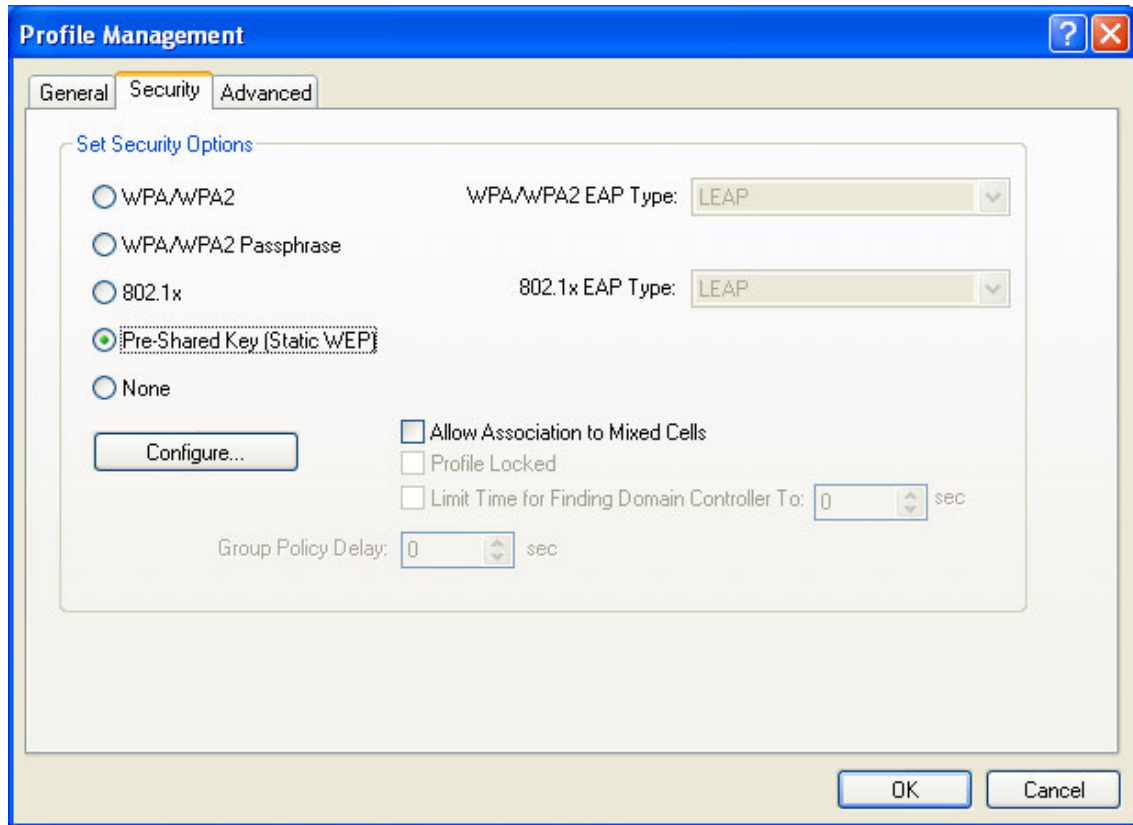 Profile Management
General Security Advanced
Set Security Options
WPA/WPA2 WPA/WPA2 EAP Type: LEAP
WPA/WPA2 Passphrase
802.1x 802.1x EAP Type: LEAP
Pre-Shared Key (Static WEP)
None
Configure... Allow Association to Mixed Cells
Profile Locked
Limit Time for Finding Domain Controller To: 0 sec
Group Policy Delay: 0 sec
OK Cancel